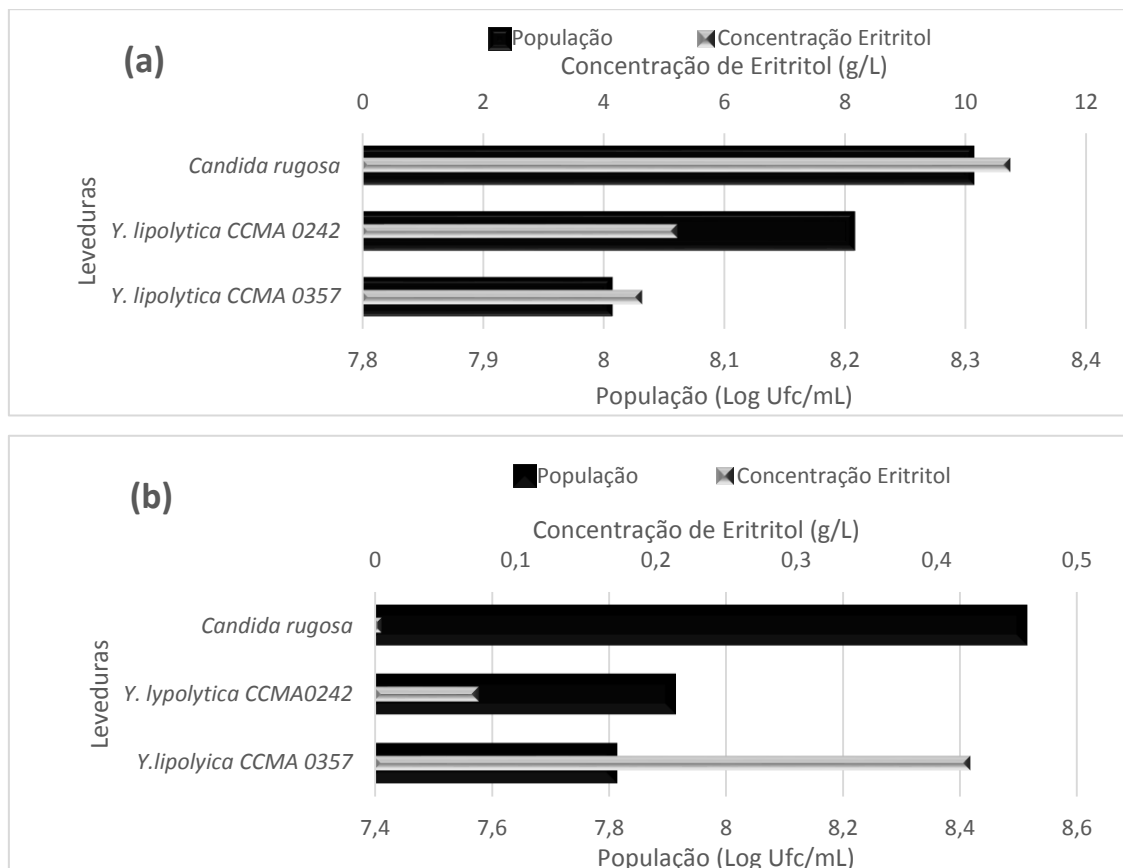 (a)
População Concentração Eritritol
Concentração de Eritritol (g/L)
0 2 4 6 8 10 12
Leveduras
Candida rugosa
Y. lipolytica CCMA 0242
Y. lipolytica CCMA 0357
7,8 7,9 8 8,1 8,2 8,3 8,4
População (Log Ufc/mL)
(b)
População Concentração Eritritol
Concentração de Eritritol (g/L)
0 0,1 0,2 0,3 0,4 0,5
Leveduras
Candida rugosa
Y. lypolytica CCMA0242
Y.lipolyica CCMA 0357
7,4 7,6 7,8 8 8,2 8,4 8,6
População (Log Ufc/mL)